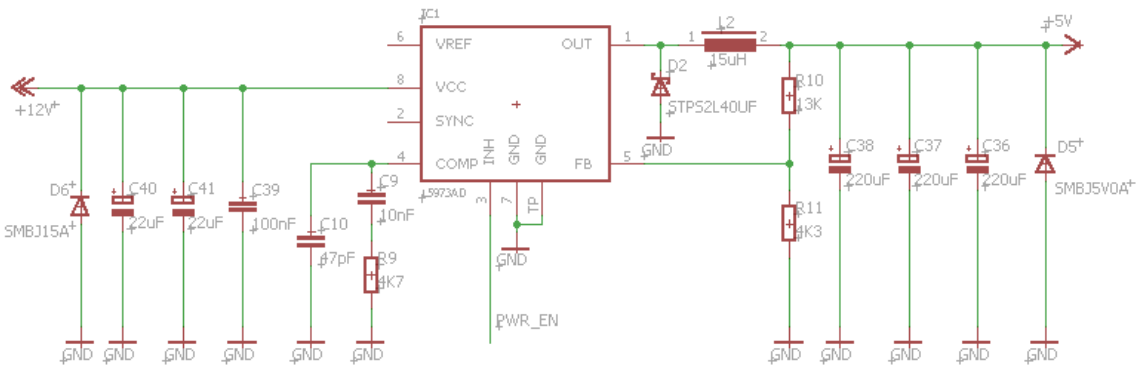 IC1
L2
+5V
6
VREF
OUT
1
1
2
15uH
D2
STPS2L40UF
GND
R10
13K
+12V
8
VCC
2
SYNC
4
COMP
INH
GND
GND
FB
5
L5973AD
3
7
TP
GND
PWR_EN
D6
SMBJ15A
C40
22uF
C41
22uF
C39
100nF
C10
47pF
C9
10nF
R9
4K7
R11
4K3
C38
220uF
C37
220uF
C36
220uF
D5
SMBJ5V0A
GND
GND
GND
GND
GND
GND
GND
GND
GND
GND
GND